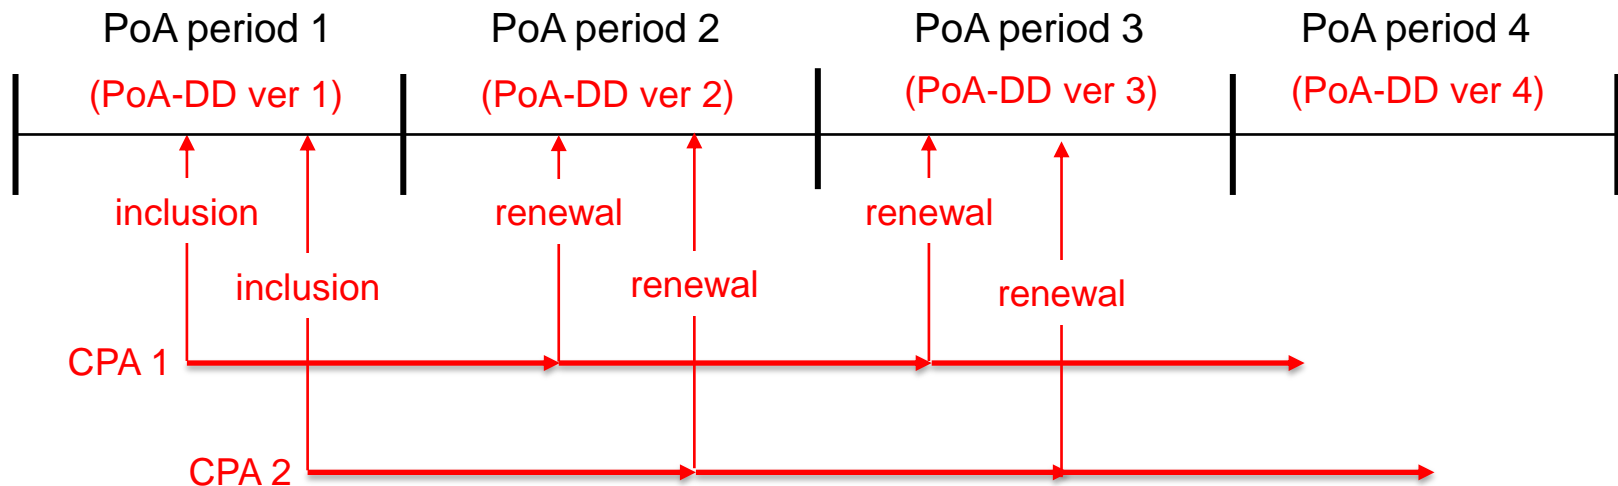 PoA period 1 PoA period 2 PoA period 3 PoA period 4
(PoA-DD ver 1) (PoA-DD ver 2) (PoA-DD ver 3) (PoA-DD ver 4)
inclusion renewal renewal
inclusion renewal renewal
CPA 1
CPA 2